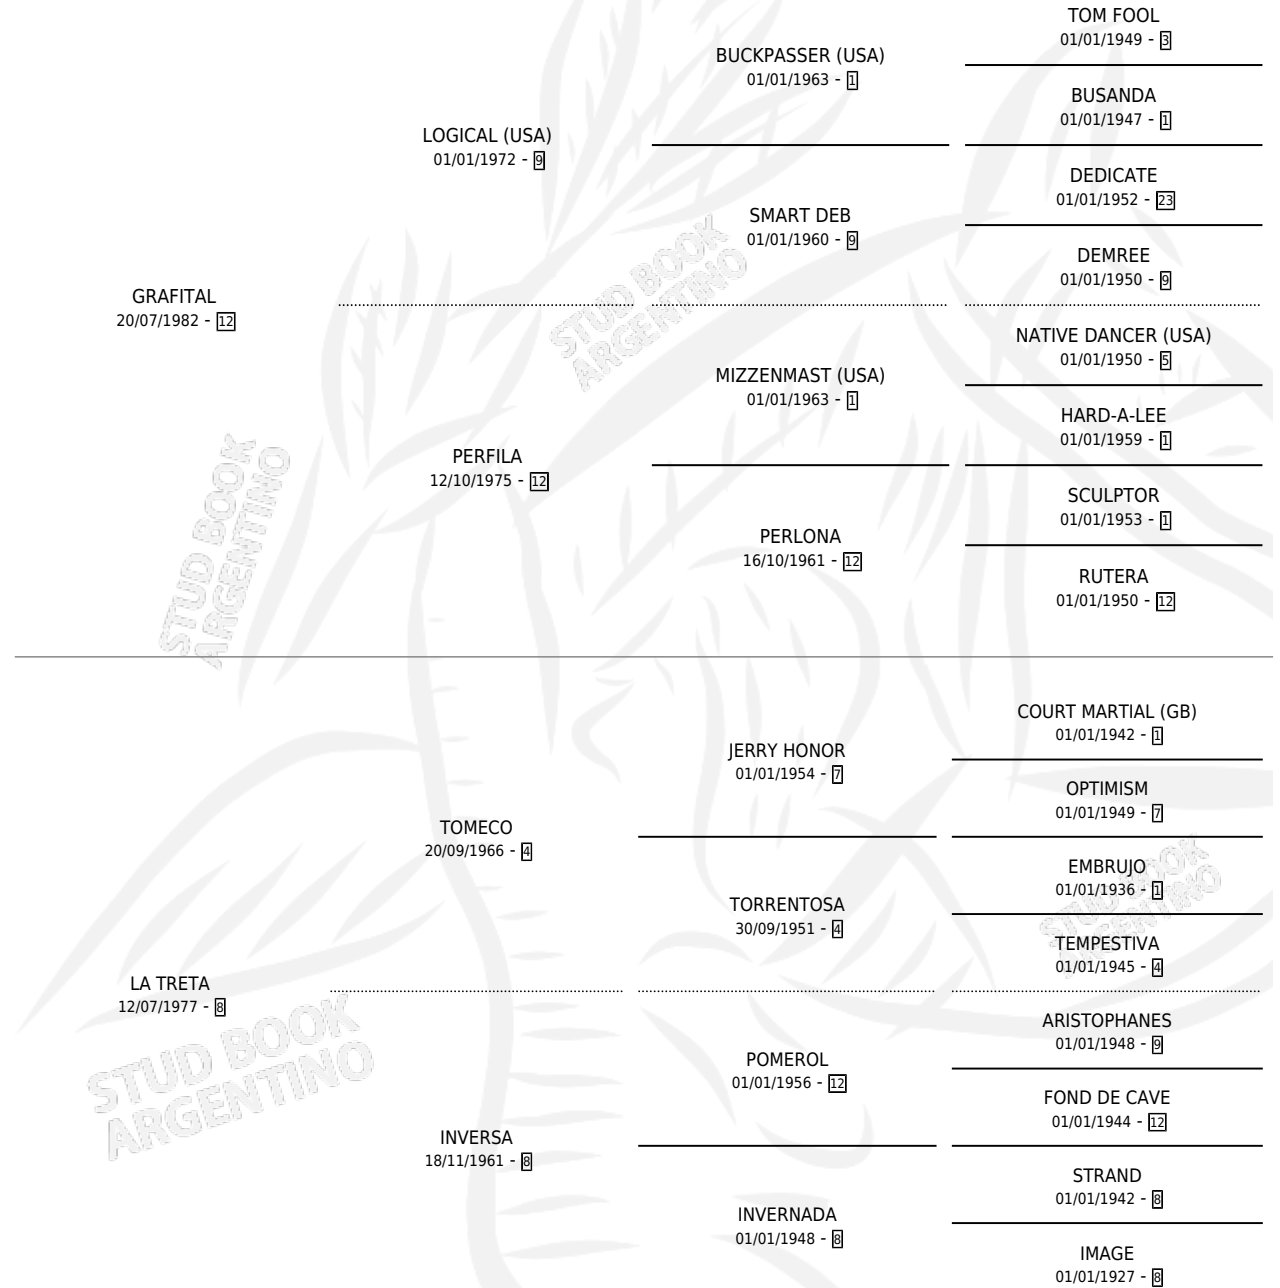 TOM FOOL
01/01/1949 - 3
BUCKPASSER (USA)
01/01/1963 - 1
BUSANDA
01/01/1947 - 1
LOGICAL (USA)
01/01/1972 - 9
DEDICATE
01/01/1952 - 23
SMART DEB
01/01/1960 - 9
DEMREE
01/01/1950 - 9
GRAFITAL
20/07/1982 - 12
STUD BOOK
ARGENTINO
NATIVE DANCER (USA)
01/01/1950 - 5
MIZZENMAST (USA)
01/01/1963 - 1
HARD-A-LEE
01/01/1959 - 1
PERFILA
12/10/1975 - 12
SCULPTOR
01/01/1953 - 1
PERLONA
16/10/1961 - 12
RUTERA
01/01/1950 - 12
STUD BOOK
ARGENTINO
COURT MARTIAL (GB)
01/01/1942 - 1
JERRY HONOR
01/01/1954 - 7
OPTIMISM
01/01/1949 - 7
TOMECO
20/09/1966 - 4
EMBRUJO
01/01/1936 - 1
STUD BOOK
ARGENTINO
TORRENTOSA
30/09/1951 - 4
TEMPESTIVA
01/01/1945 - 4
LA TRETA
12/07/1977 - 8
ARISTOPHANES
01/01/1948 - 9
STUD BOOK
ARGENTINO
POMEROL
01/01/1956 - 12
FOND DE CAVE
01/01/1944 - 12
INVERSA
18/11/1961 - 8
STRAND
01/01/1942 - 8
INVERNADA
01/01/1948 - 8
IMAGE
01/01/1927 - 8